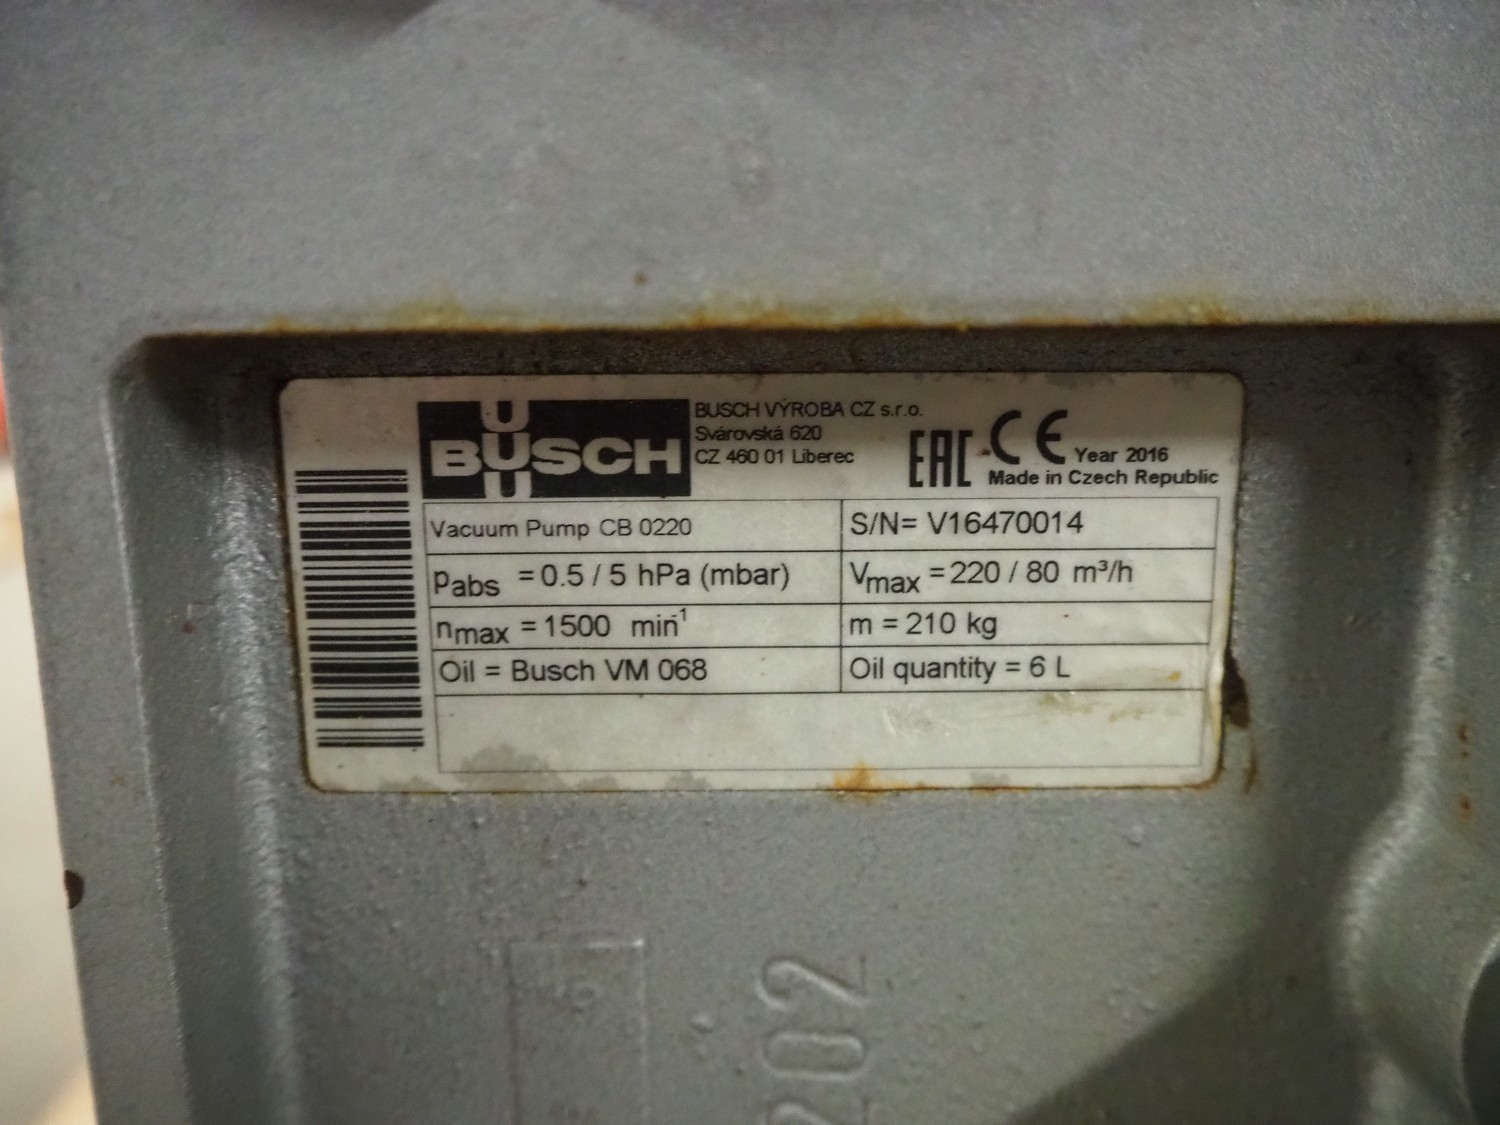 BUSCH
BUSCH VÝROBA CZ s.r.o.
Svárovská 620
CZ 460 01 Liberec
EAC CE Year 2016
Made in Czech Republic
Vacuum Pump CB 0220
S/N= V16470014
pabs = 0.5 / 5 hPa (mbar)
Vmax = 220 / 80 m³/h
nmax = 1500 min⁻¹
m = 210 kg
Oil = Busch VM 068
Oil quantity = 6 L
202